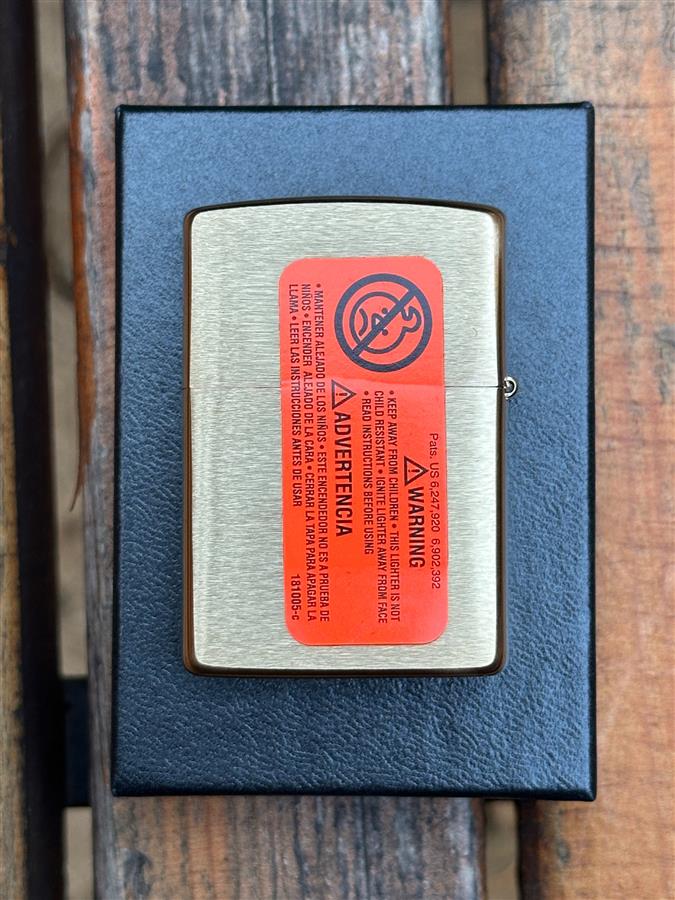 Pats. US 6,247,920 6,902,392
⚠WARNING
• KEEP AWAY FROM CHILDREN • THIS LIGHTER IS NOT
CHILD RESISTANT • IGNITE LIGHTER AWAY FROM FACE
• READ INSTRUCTIONS BEFORE USING
⚠ADVERTENCIA
• MANTENER ALEJADO DE LOS NIÑOS • ESTE ENCENDEDOR NO ES A PRUEBA DE
NIÑOS • ENCENDER ALEJADO DE LA CARA • CERRAR LA TAPA PARA APAGAR LA
LLAMA • LEER LAS INSTRUCCIONES ANTES DE USAR
181005-C